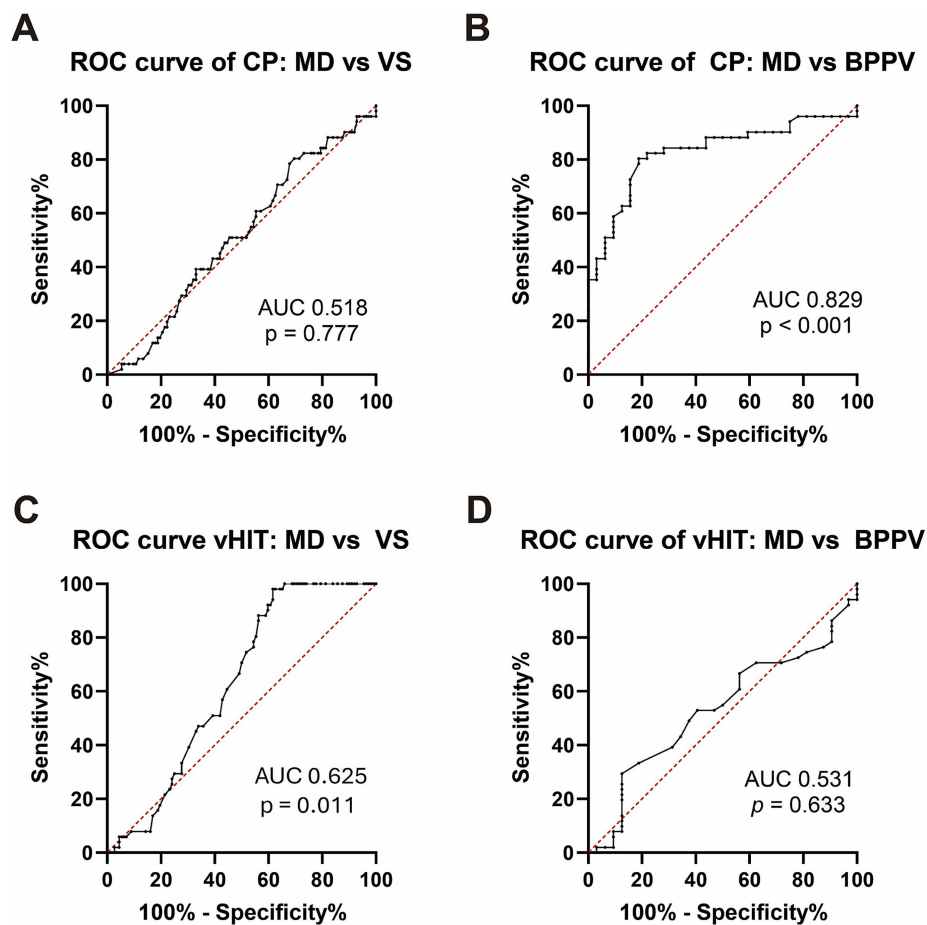 A
ROC curve of CP: MD vs VS
100
80
60
40
20
0
Sensitivity%
AUC 0.518
p = 0.777
0 20 40 60 80 100
100% - Specificity%
B
ROC curve of CP: MD vs BPPV
100
80
60
40
20
0
Sensitivity%
AUC 0.829
p < 0.001
0 20 40 60 80 100
100% - Specificity%
C
ROC curve vHIT: MD vs VS
100
80
60
40
20
0
Sensitivity%
AUC 0.625
p = 0.011
0 20 40 60 80 100
100% - Specificity%
D
ROC curve of vHIT: MD vs BPPV
100
80
60
40
20
0
Sensitivity%
AUC 0.531
p = 0.633
0 20 40 60 80 100
100% - Specificity%